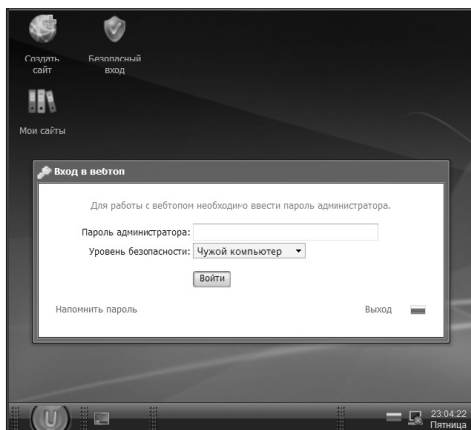 Создать
сайт
Безопасный
вход
Мои сайты
Вход в вебтоп
Для работы с вебтопом необходимо ввести пароль администратора.
Пароль администратора:
Уровень безопасности: Чужой компьютер
Войти
Напомнить пароль
Выход
U
23:04:22
Пятница